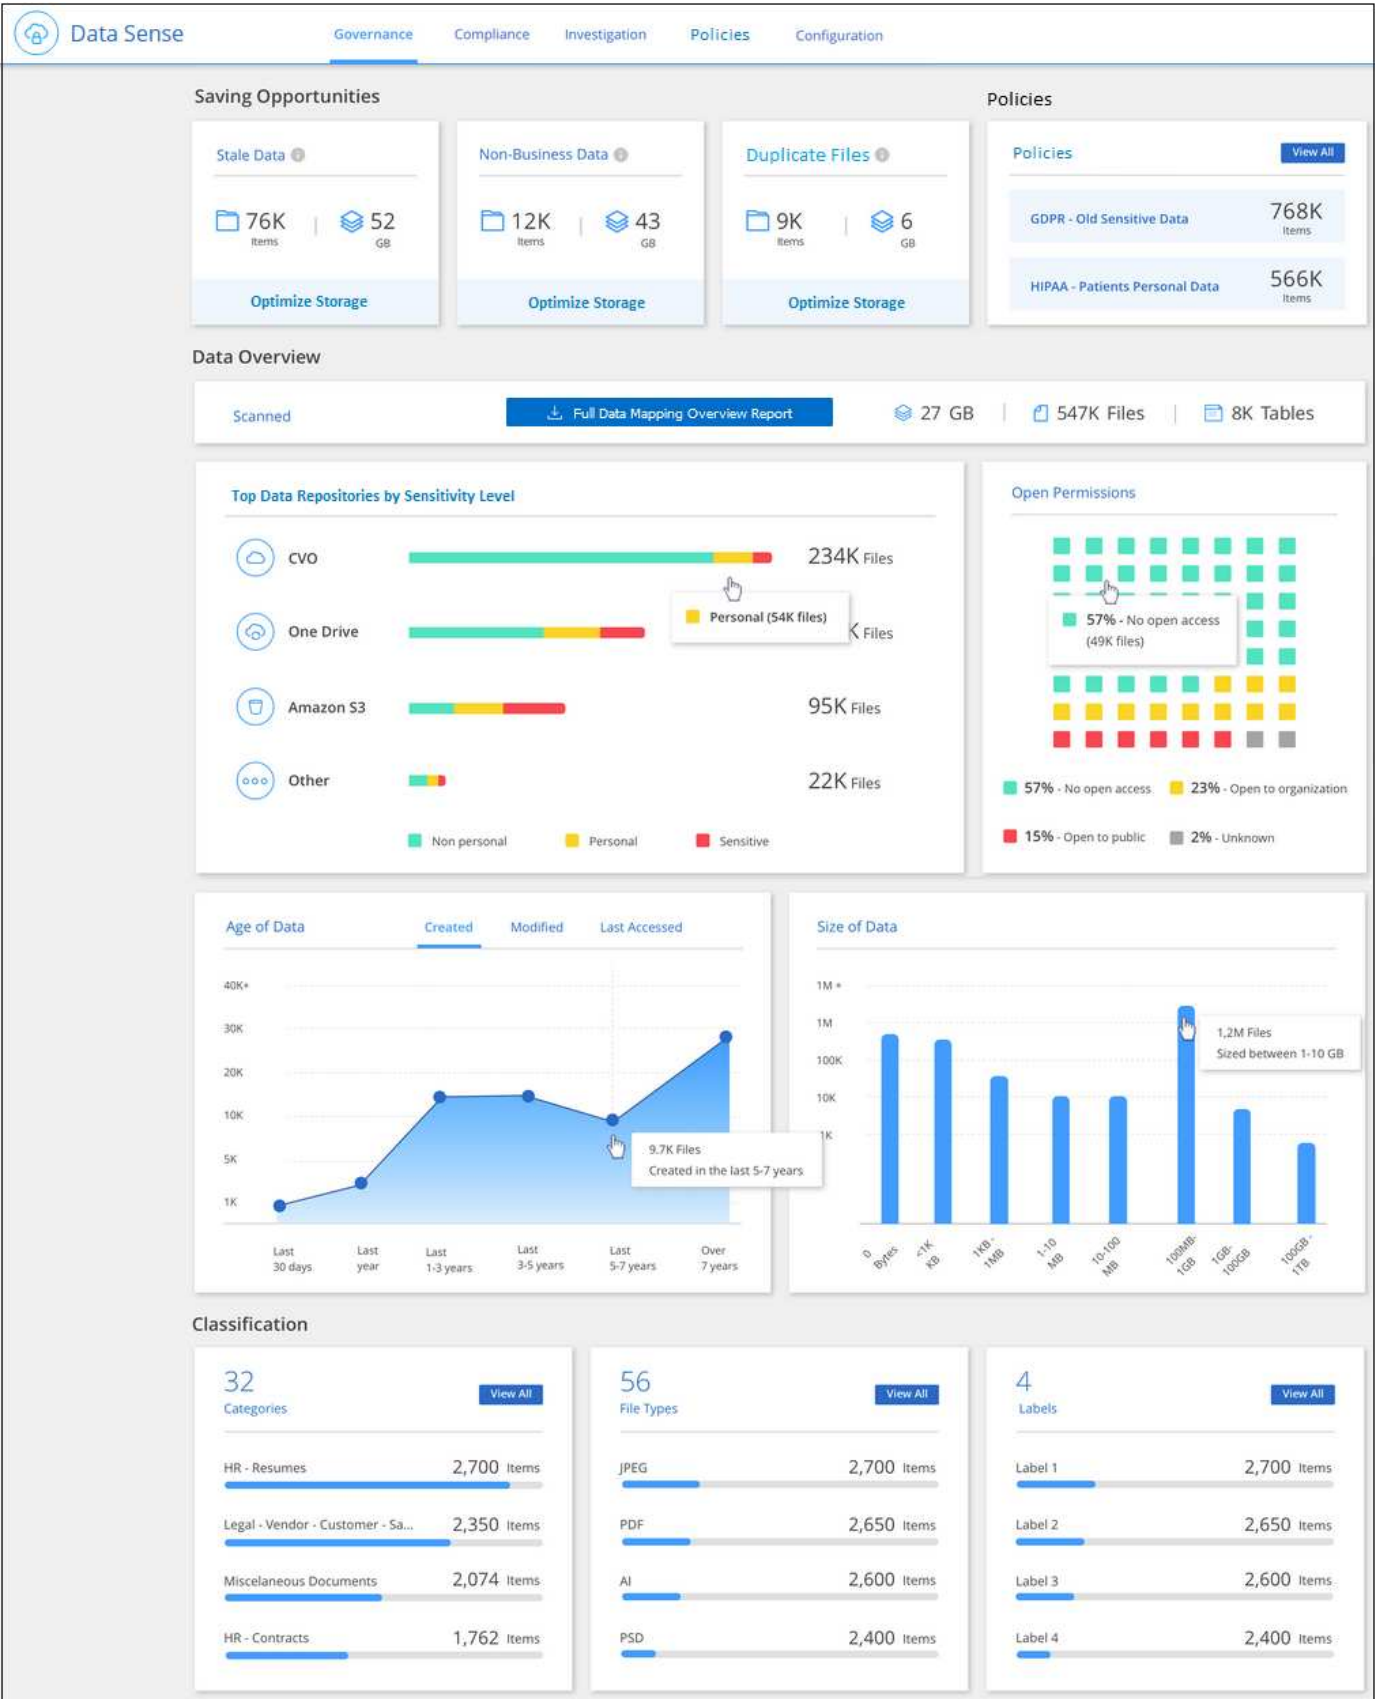 Data Sense
Governance Compliance Investigation Policies Configuration
Saving Opportunities
Policies
Stale Data
76K Items | 52 GB
Optimize Storage
Non-Business Data
12K Items | 43 GB
Optimize Storage
Duplicate Files
9K Items | 6 GB
Optimize Storage
Policies View All
GDPR - Old Sensitive Data 768K Items
HIPAA - Patients Personal Data 566K Items
Data Overview
Scanned Full Data Mapping Overview Report 27 GB | 547K Files | 8K Tables
Top Data Repositories by Sensitivity Level
CVO 234K Files
Personal (54K files)
One Drive K Files
Amazon S3 95K Files
Other 22K Files
Non personal Personal Sensitive
Open Permissions
57% - No open access
(49K files)
57% - No open access 23% - Open to organization
15% - Open to public 2% - Unknown
Age of Data Created Modified Last Accessed
40K+
30K
20K
10K
5K
1K
9.7K Files
Created in the last 5-7 years
Last 30 days
Last year
Last 1-3 years
Last 3-5 years
Last 5-7 years
Over 7 years
Size of Data
1M +
1M
100K
10K
1K
1,2M Files
Sized between 1-10 GB
0 Bytes
<1K KB
1KB - 1MB
1-10 MB
10-100 MB
100MB- 1GB
1GB- 100GB
100GB - 1TB
Classification
32
Categories View All
HR - Resumes 2,700 Items
Legal - Vendor - Customer - Sa... 2,350 Items
Miscelaneous Documents 2,074 Items
HR - Contracts 1,762 Items
56
File Types View All
JPEG 2,700 Items
PDF 2,650 Items
AI 2,600 Items
PSD 2,400 Items
4
Labels View All
Label 1 2,700 Items
Label 2 2,650 Items
Label 3 2,600 Items
Label 4 2,400 Items